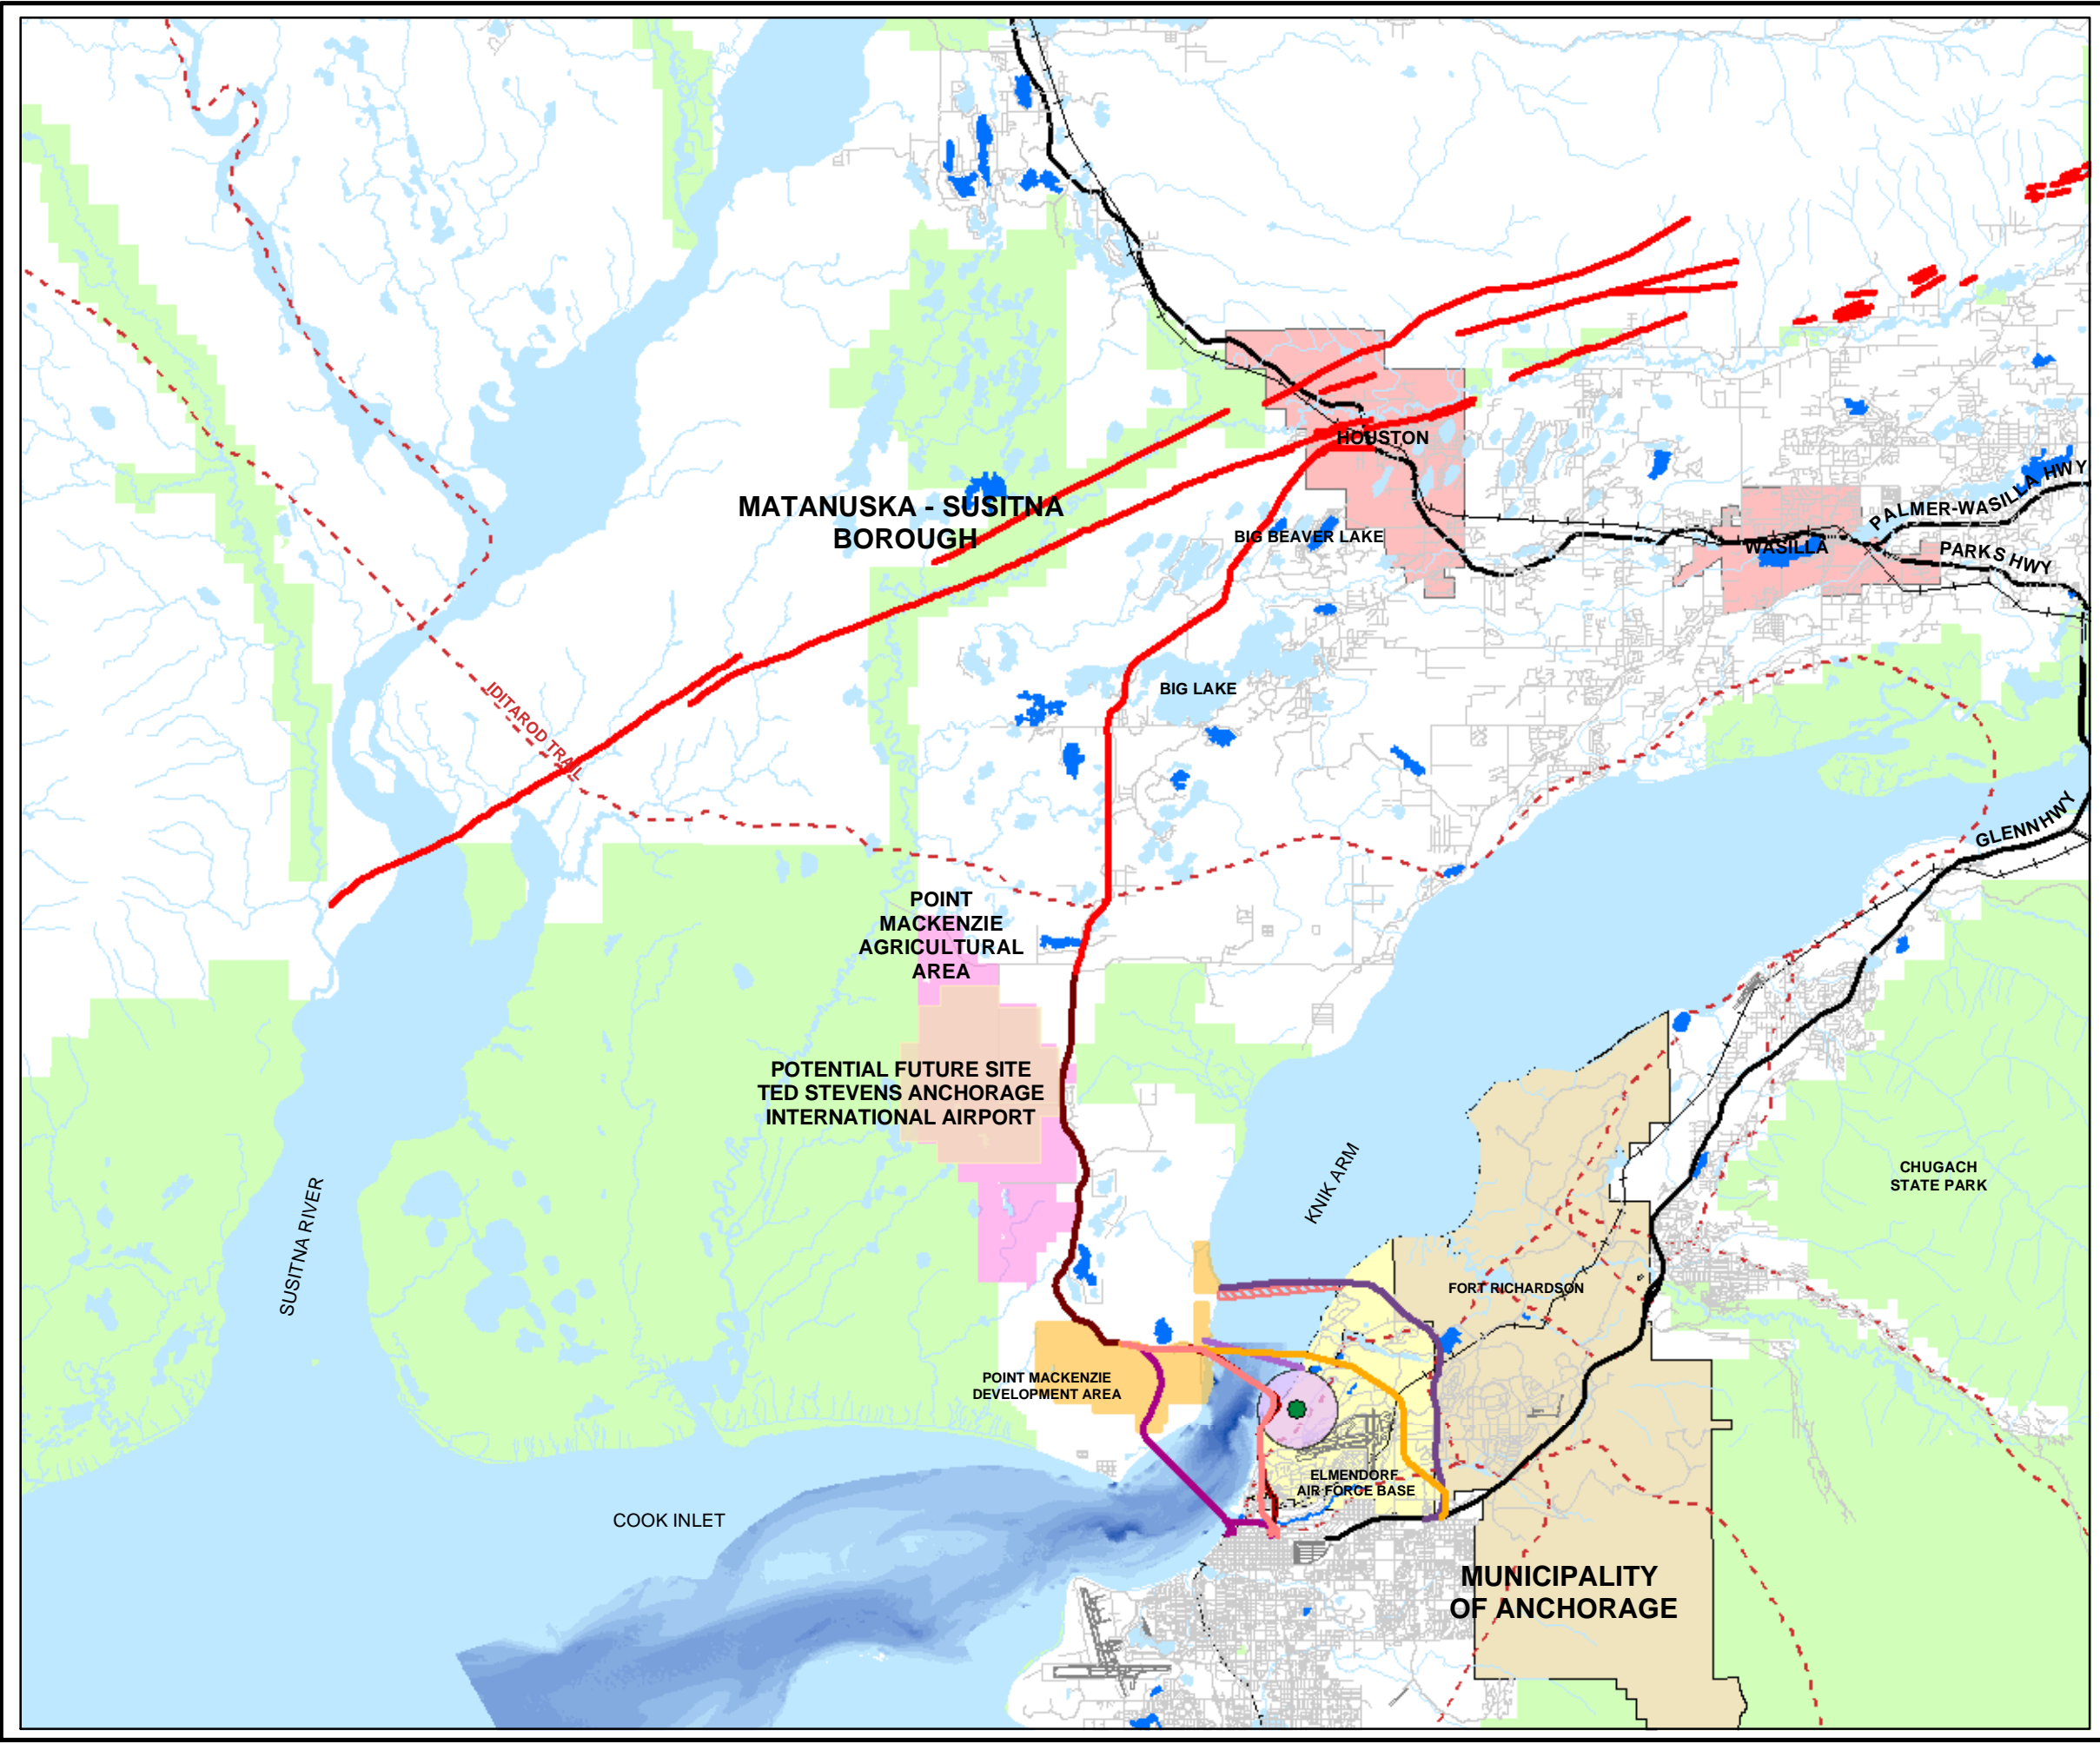 HOUSTON
PALMER-WASILLA HWY
MATANUSKA - SUSITNA
BOROUGH
BIG BEAVER LAKE
WASILLA
PARKS HWY
BIG LAKE
IDITAROD TRAIL
GLENN HWY
POINT
MACKENZIE
AGRICULTURAL
AREA
POTENTIAL FUTURE SITE
TED STEVENS ANCHORAGE
INTERNATIONAL AIRPORT
KNIK ARM
CHUGACH
STATE PARK
SUSITNA RIVER
FORT RICHARDSON
POINT MACKENZIE
DEVELOPMENT AREA
ELMENDORF
AIR FORCE BASE
COOK INLET
MUNICIPALITY
OF ANCHORAGE